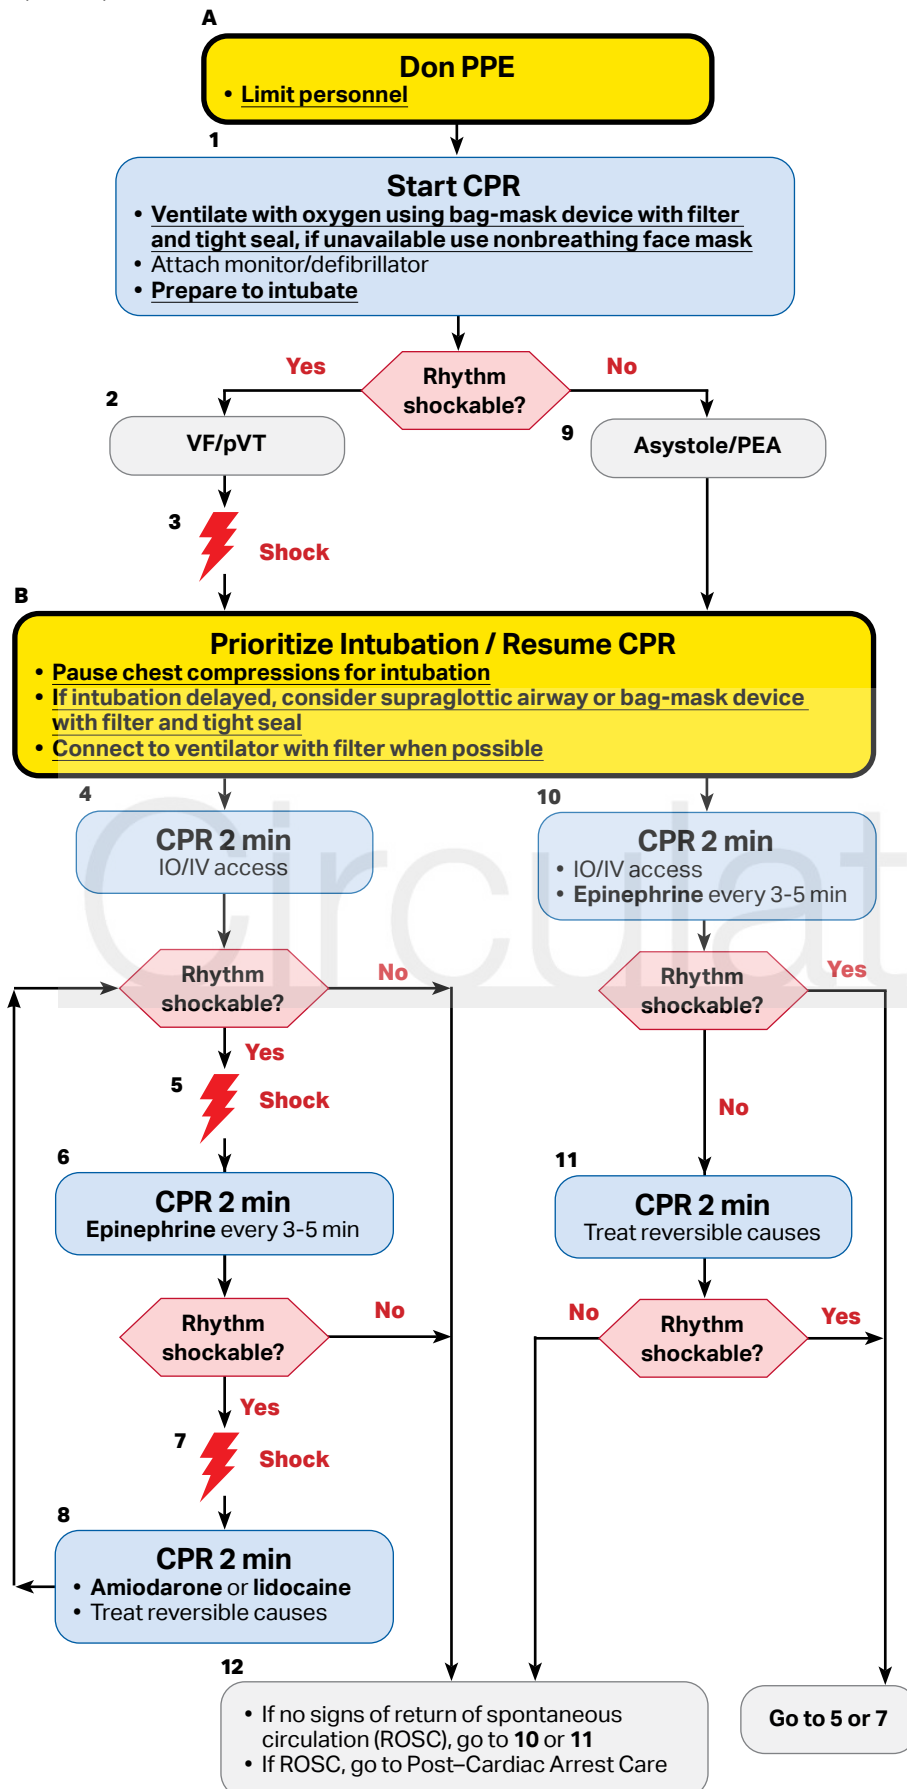 A
Don PPE
• Limit personnel
1
Start CPR
• Ventilate with oxygen using bag-mask device with filter
and tight seal, if unavailable use nonbreathing face mask
• Attach monitor/defibrillator
• Prepare to intubate
Yes
Rhythm
shockable?
No
2
VF/pVT
9
Asystole/PEA
3
Shock
B
Prioritize Intubation / Resume CPR
• Pause chest compressions for intubation
• If intubation delayed, consider supraglottic airway or bag-mask device
with filter and tight seal
• Connect to ventilator with filter when possible
4
CPR 2 min
IO/IV access
10
CPR 2 min
• IO/IV access
• Epinephrine every 3-5 min
Rhythm
shockable?
No
Rhythm
shockable?
Yes
Yes
5
Shock
No
6
CPR 2 min
Epinephrine every 3-5 min
11
CPR 2 min
Treat reversible causes
Rhythm
shockable?
No
No
Rhythm
shockable?
Yes
Yes
7
Shock
8
CPR 2 min
• Amiodarone or lidocaine
• Treat reversible causes
12
• If no signs of return of spontaneous
circulation (ROSC), go to 10 or 11
• If ROSC, go to Post–Cardiac Arrest Care
Go to 5 or 7
Circulat